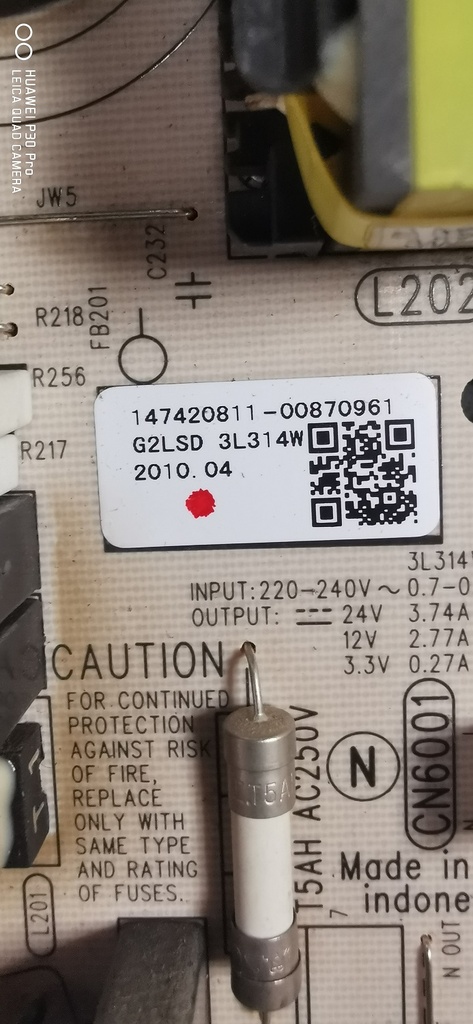 HUAWEI P30 Pro
LEICA QUAD CAMERA
JW5
C232
L202
FB201
R218
R256
R217
147420811-00870961
G2LSD 3L314W
2010.04
3L314
INPUT:220-240V～0.7-0
OUTPUT: 24V 3.74A
12V 2.77A
3.3V 0.27A
CAUTION
FOR CONTINUED
PROTECTION
AGAINST RISK
OF FIRE,
REPLACE
ONLY WITH
SAME TYPE
AND RATING
OF FUSES.
T5A
T5AH AC250V
N
CN6001
Made in
indone
L201
7
N OUT